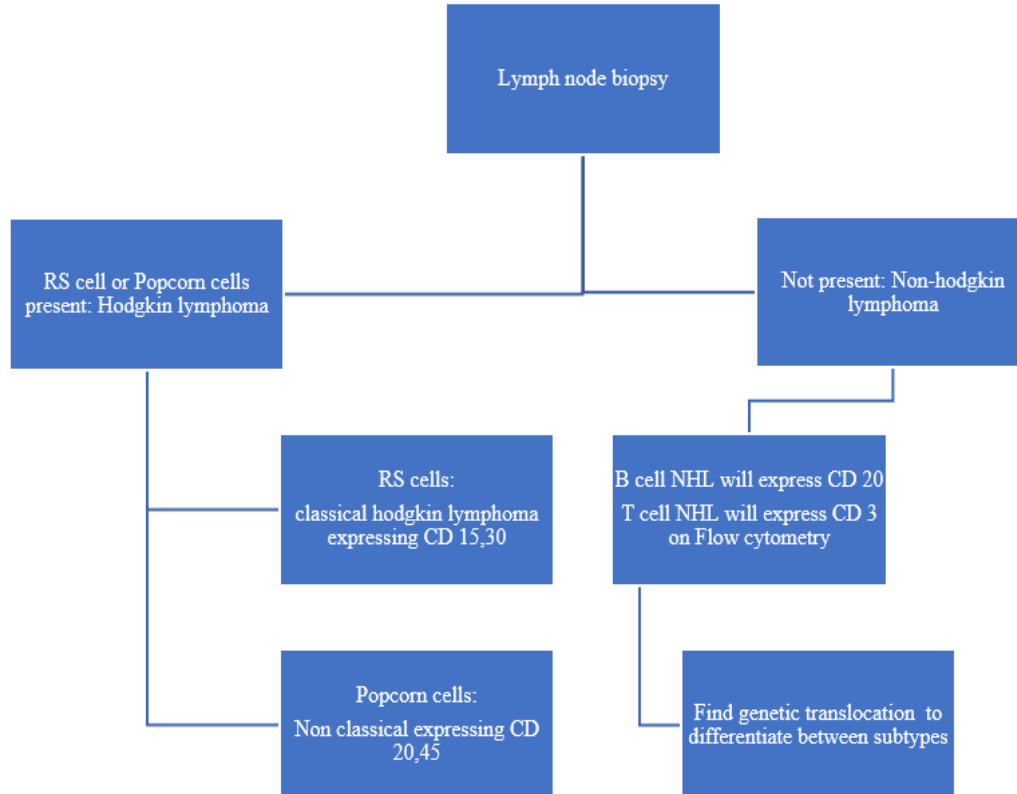 Lymph node biopsy
RS cell or Popcorn cells
present: Hodgkin lymphoma
Not present: Non-hodgkin
lymphoma
RS cells:
classical hodgkin lymphoma
expressing CD 15,30
B cell NHL will express CD 20
T cell NHL will express CD 3
on Flow cytometry
Popcorn cells:
Non classical expressing CD
20,45
Find genetic translocation to
differentiate between subtypes